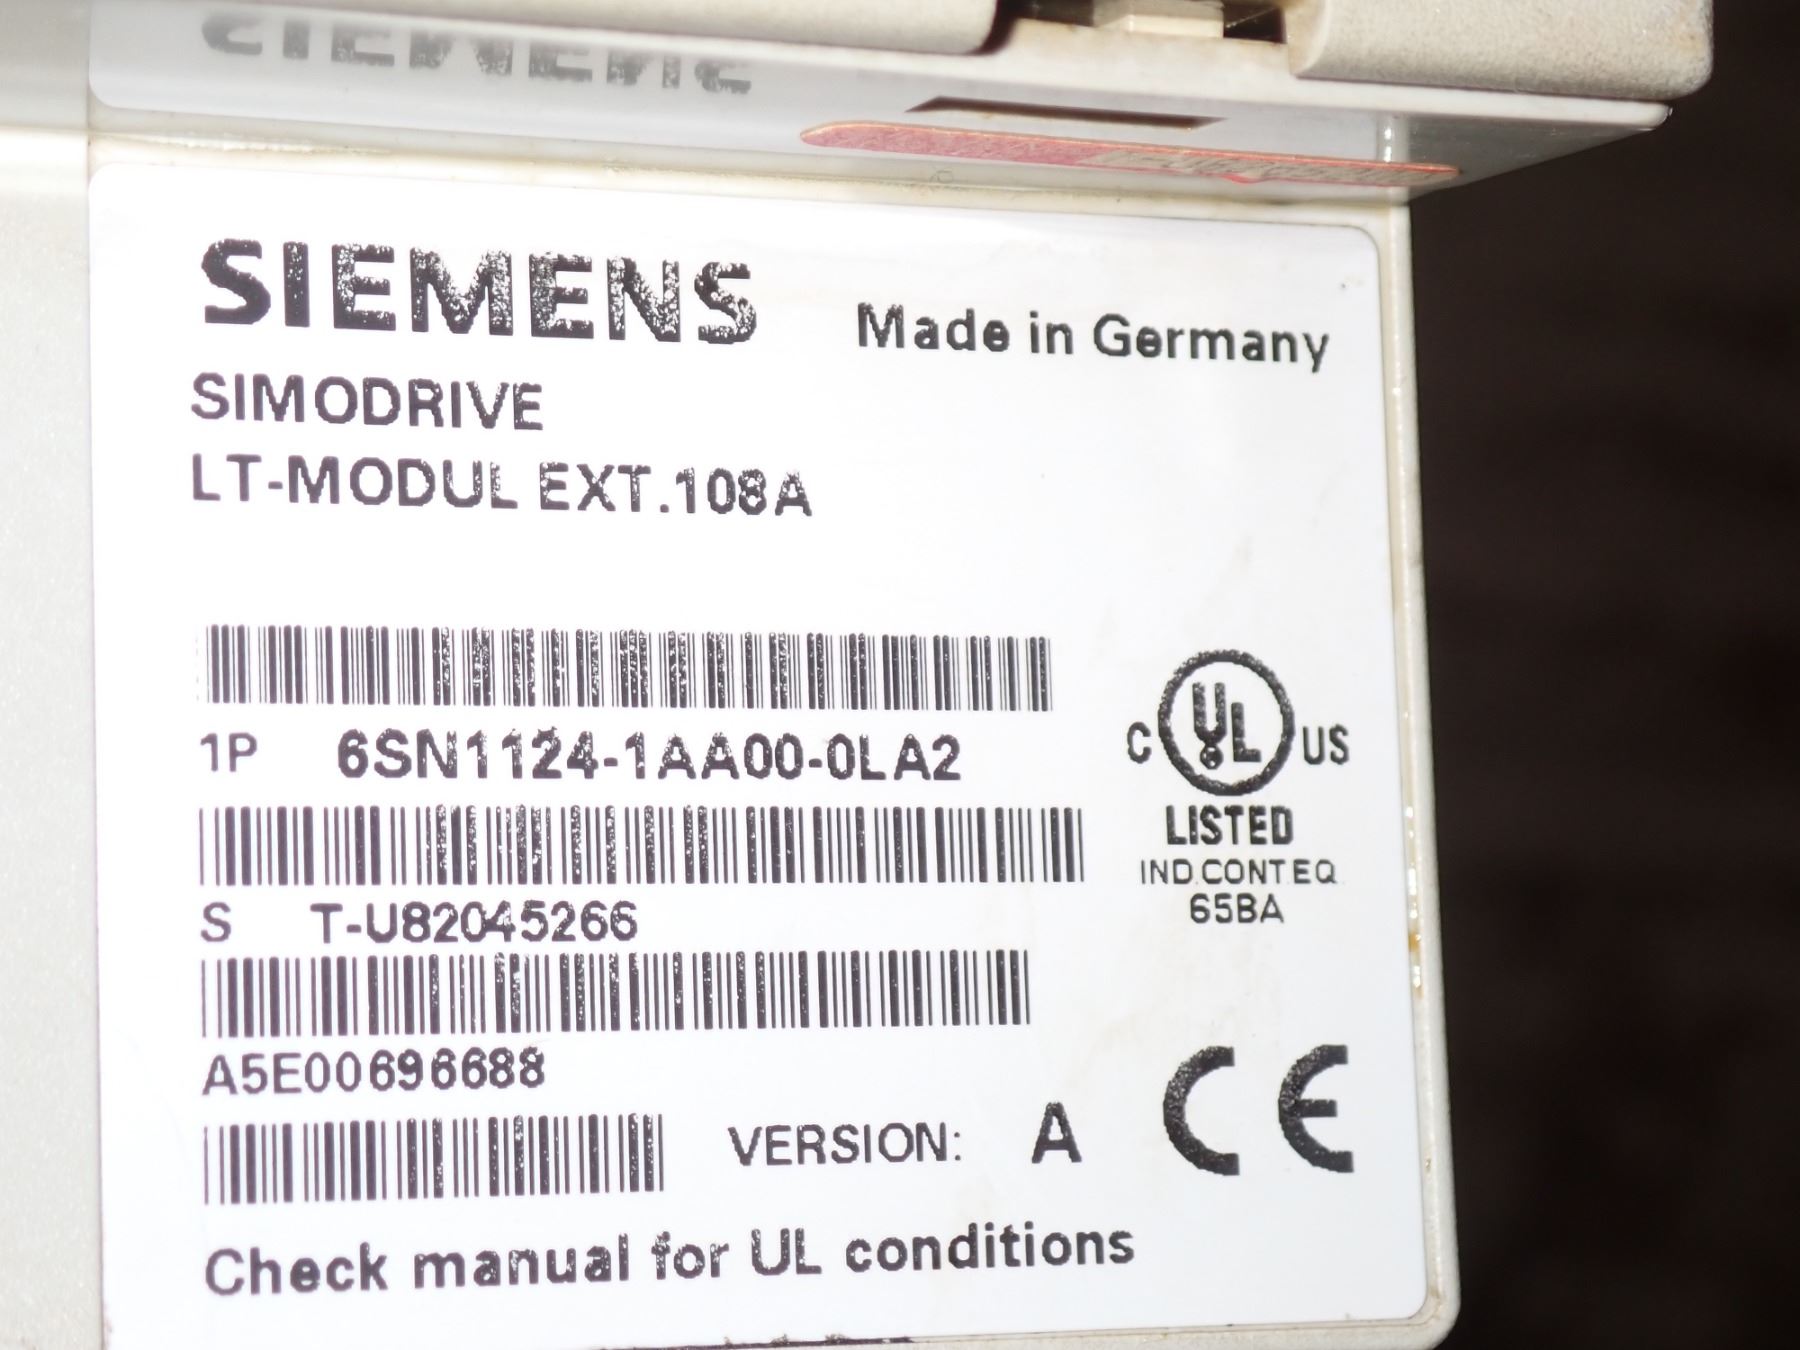 SIEMENS Made in Germany
SIMODRIVE
LT-MODUL EXT.108A
1P 6SN1124-1AA00-0LA2
S T-U82045266
A5E00696688
VERSION: A
Check manual for UL conditions
C UL US
LISTED
IND.CONT.EQ.
65BA
CE